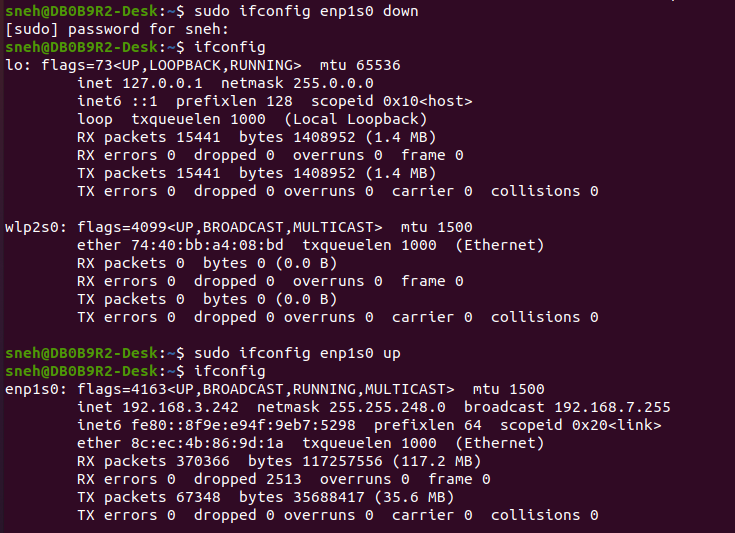 sneh@DB0B9R2-Desk:~$ sudo ifconfig enp1s0 down
[sudo] password for sneh:
sneh@DB0B9R2-Desk:~$ ifconfig
lo: flags=73<UP,LOOPBACK,RUNNING>  mtu 65536
        inet 127.0.0.1  netmask 255.0.0.0
        inet6 ::1  prefixlen 128  scopeid 0x10<host>
        loop  txqueuelen 1000  (Local Loopback)
        RX packets 15441  bytes 1408952 (1.4 MB)
        RX errors 0  dropped 0  overruns 0  frame 0
        TX packets 15441  bytes 1408952 (1.4 MB)
        TX errors 0  dropped 0 overruns 0  carrier 0  collisions 0

wlp2s0: flags=4099<UP,BROADCAST,MULTICAST>  mtu 1500
        ether 74:40:bb:a4:08:bd  txqueuelen 1000  (Ethernet)
        RX packets 0  bytes 0 (0.0 B)
        RX errors 0  dropped 0  overruns 0  frame 0
        TX packets 0  bytes 0 (0.0 B)
        TX errors 0  dropped 0 overruns 0  carrier 0  collisions 0

sneh@DB0B9R2-Desk:~$ sudo ifconfig enp1s0 up
sneh@DB0B9R2-Desk:~$ ifconfig
enp1s0: flags=4163<UP,BROADCAST,RUNNING,MULTICAST>  mtu 1500
        inet 192.168.3.242  netmask 255.255.248.0  broadcast 192.168.7.255
        inet6 fe80::8f9e:e94f:9eb7:5298  prefixlen 64  scopeid 0x20<link>
        ether 8c:ec:4b:86:9d:1a  txqueuelen 1000  (Ethernet)
        RX packets 370366  bytes 117257556 (117.2 MB)
        RX errors 0  dropped 2513  overruns 0  frame 0
        TX packets 67348  bytes 35688417 (35.6 MB)
        TX errors 0  dropped 0 overruns 0  carrier 0  collisions 0